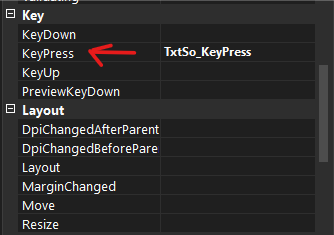 Key
KeyDown
KeyPress TxtSo_KeyPress
KeyUp
PreviewKeyDown
Layout
DpiChangedAfterParent
DpiChangedBeforePare
Layout
MarginChanged
Move
Resize